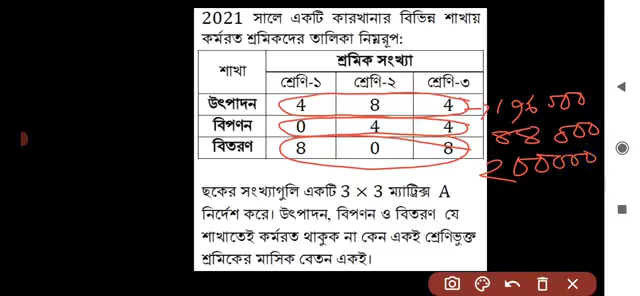 2021 সালে একটি কারখানার বিভিন্ন শাখায়
কর্মরত শ্রমিকদের তালিকা নিম্নরূপ:
শাখা শ্রমিক সংখ্যা
শ্রেণি-১ শ্রেণি-২ শ্রেণি-৩
উৎপাদন 4 8 4
বিপণন 0 4 4
বিতরণ 8 0 8
88000
200000
ছকের সংখ্যাগুলি একটি 3 × 3 ম্যাট্রিক্স A
নির্দেশ করে। উৎপাদন, বিপণন ও বিতরণ যে
শাখাতেই কর্মরত থাকুক না কেন একই শ্রেণিভুক্ত
শ্রমিকের মাসিক বেতন একই।